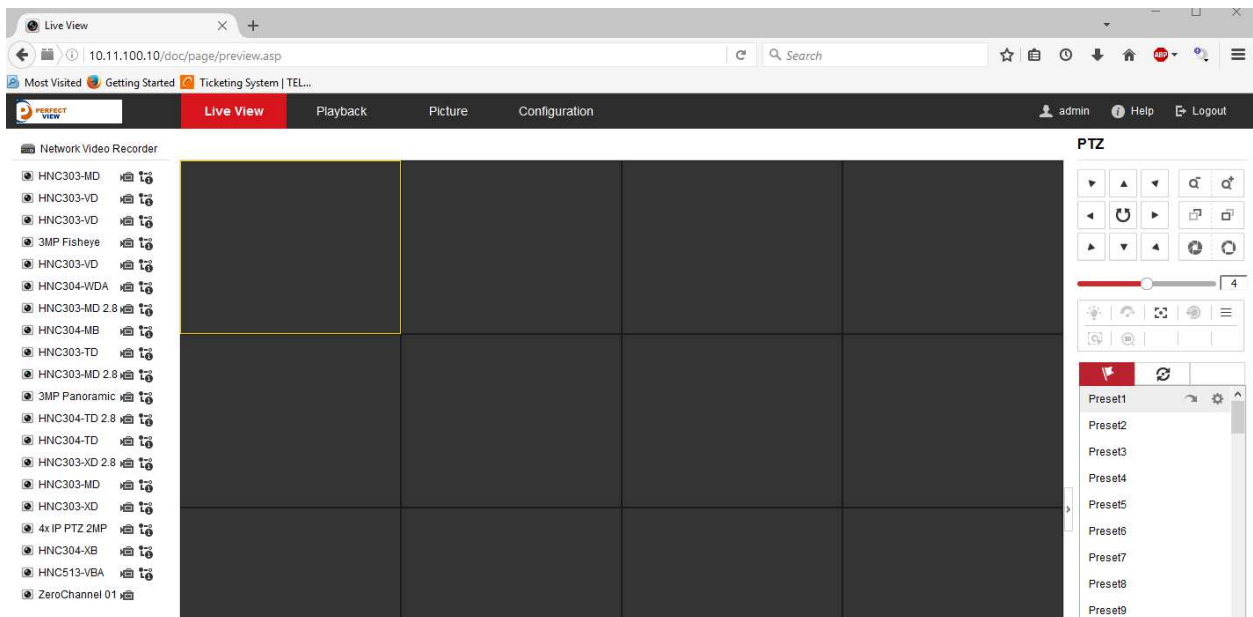 Live View
10.11.100.10/doc/page/preview.asp
Search
ABP
Most Visited Getting Started Ticketing System | TEL...
PERFECT VIEW
Live View Playback Picture Configuration admin Help Logout
Network Video Recorder
HNC303-MD
HNC303-VD
HNC303-VD
3MP Fisheye
HNC303-VD
HNC304-WDA
HNC303-MD 2.8
HNC304-MB
HNC303-TD
HNC303-MD 2.8
3MP Panoramic
HNC304-TD 2.8
HNC304-TD
HNC303-XD 2.8
HNC303-MD
HNC303-XD
4x IP PTZ 2MP
HNC304-XB
HNC513-VBA
ZeroChannel 01
PTZ
4
3D
Preset1
Preset2
Preset3
Preset4
Preset5
Preset6
Preset7
Preset8
Preset9